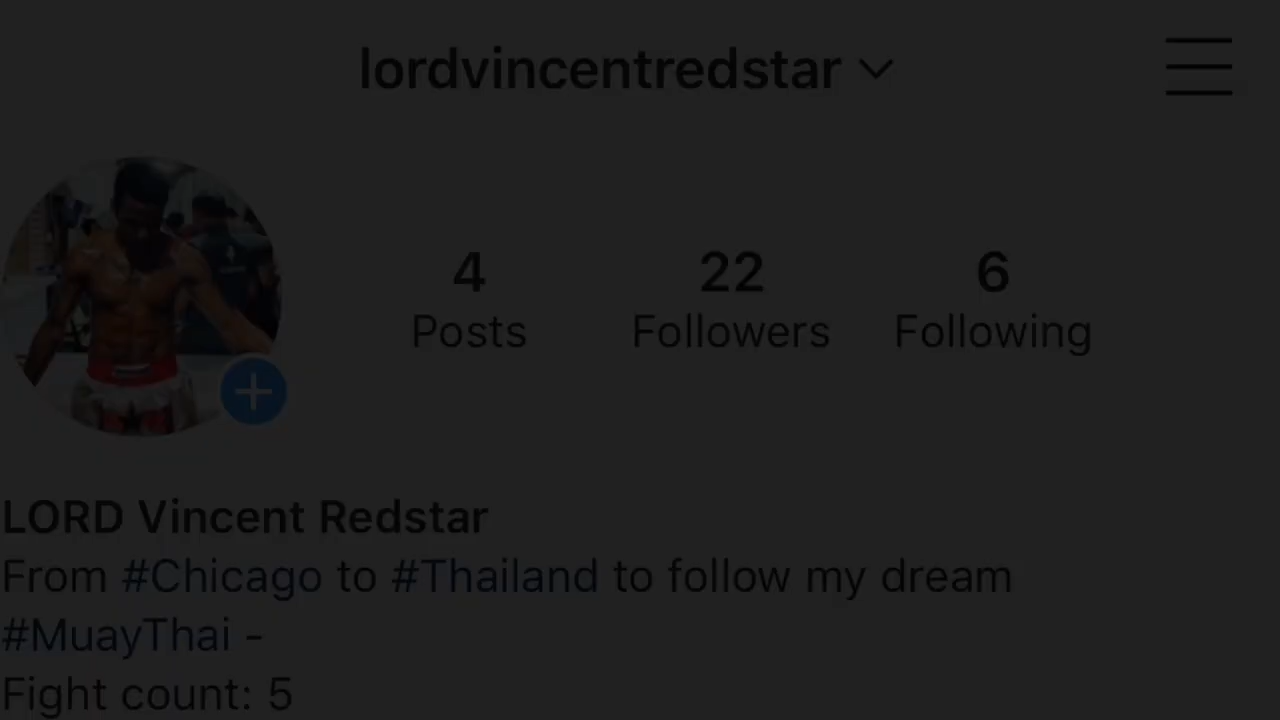 lordvincentredstar
4 22 6
Posts Followers Following
LORD Vincent Redstar
From #Chicago to #Thailand to follow my dream
#MuayThai -
Fight count: 5